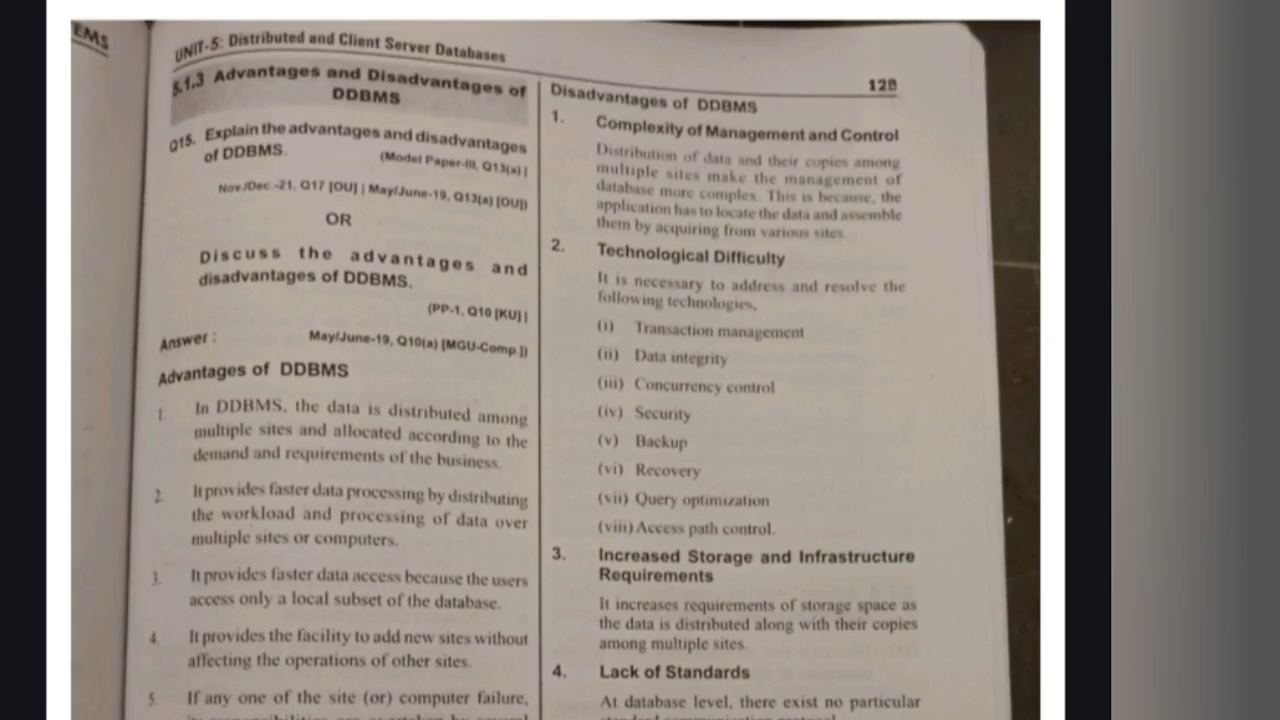 EMS
UNIT-5: Distributed and Client Server Databases
128
5.1.3 Advantages and Disadvantages of
DDBMS
Q15. Explain the advantages and disadvantages
of DDBMS.
(Model Paper-III, Q13(a) |
Nov./Dec.-21, Q17 [OU] | May/June-19, Q13(a) [OU])
OR
Discuss the advantages and
disadvantages of DDBMS.
(PP-1, Q10 [KU] |
Answer :
May/June-19, Q10(a) [MGU-Comp.])
Advantages of DDBMS
1. In DDBMS, the data is distributed among
multiple sites and allocated according to the
demand and requirements of the business.
2. It provides faster data processing by distributing
the workload and processing of data over
multiple sites or computers.
3. It provides faster data access because the users
access only a local subset of the database.
4. It provides the facility to add new sites without
affecting the operations of other sites.
5. If any one of the site (or) computer failure,
Disadvantages of DDBMS
1. Complexity of Management and Control
Distribution of data and their copies among
multiple sites make the management of
database more complex. This is because, the
application has to locate the data and assemble
them by acquiring from various sites.
2. Technological Difficulty
It is necessary to address and resolve the
following technologies,
(i) Transaction management
(ii) Data integrity
(iii) Concurrency control
(iv) Security
(v) Backup
(vi) Recovery
(vii) Query optimization
(viii) Access path control.
3. Increased Storage and Infrastructure
Requirements
It increases requirements of storage space as
the data is distributed along with their copies
among multiple sites.
4. Lack of Standards
At database level, there exist no particular